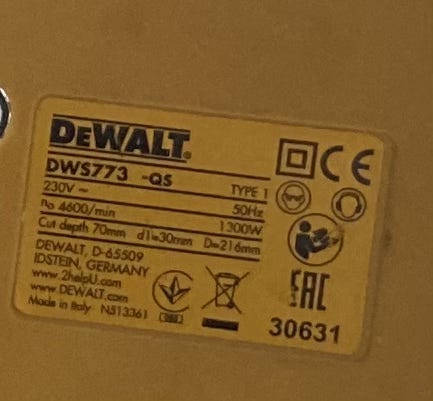 DEWALT®
DWS773 -QS TYPE 1
230V ~ 50Hz
n₀ 4600/min 1300W
Cut depth 70mm d1=30mm D=216mm
DEWALT, D-65509
IDSTEIN, GERMANY
www.2helpU.com
www.DEWALT.com
Made in Italy N513361
CE
EAC
30631